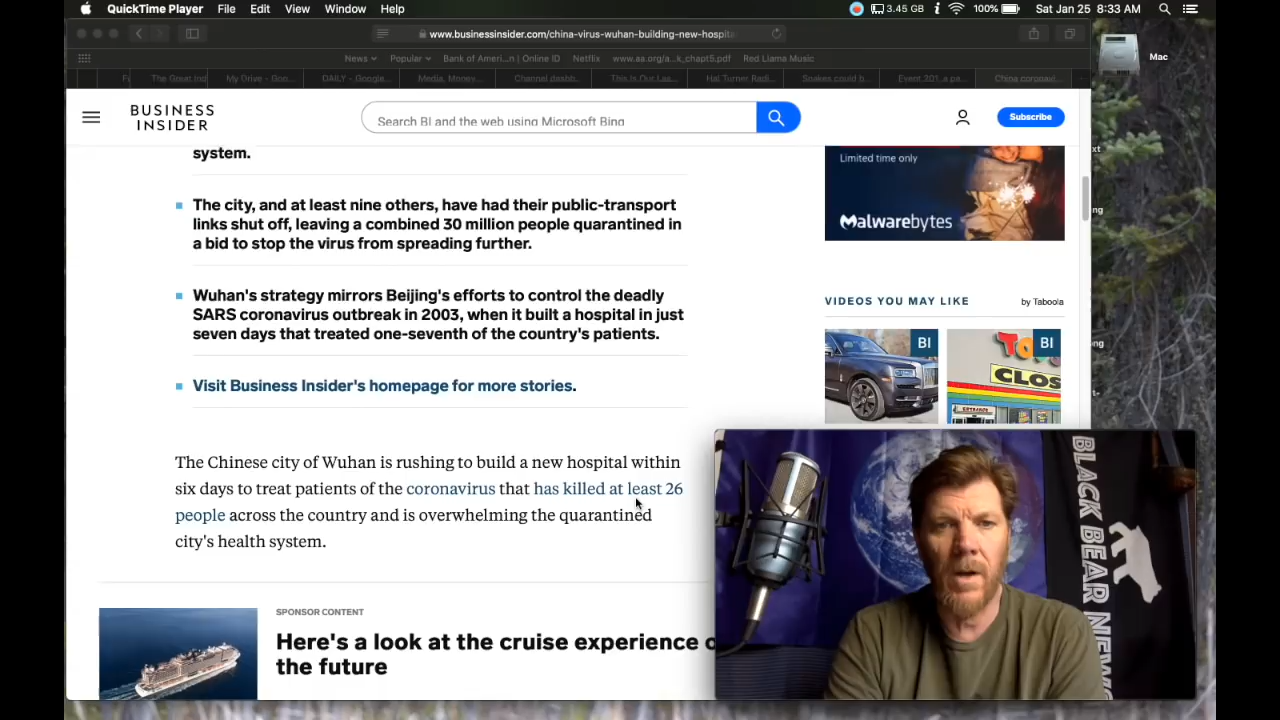 QuickTime Player File Edit View Window Help 3.45 GB 100% Sat Jan 25 8:33 AM
www.businessinsider.com/china-virus-wuhan-building-new-hospita
News Popular Bank of Ameri...n | Online ID Netflix www.aa.org/a...k_chapt5.pdf Red Llama Music
The Great Ind My Drive - Goo... DAILY - Google... Media, Money... Channel dashb... This Is Our Las... Hal Turner Radi... Snakes could b... Event 201, a pa... China coronavi...
Mac
BUSINESS
INSIDER
Search BI and the web using Microsoft Bing
Subscribe
system.
The city, and at least nine others, have had their public-transport
links shut off, leaving a combined 30 million people quarantined in
a bid to stop the virus from spreading further.
Wuhan's strategy mirrors Beijing's efforts to control the deadly
SARS coronavirus outbreak in 2003, when it built a hospital in just
seven days that treated one-seventh of the country's patients.
Visit Business Insider's homepage for more stories.
The Chinese city of Wuhan is rushing to build a new hospital within
six days to treat patients of the coronavirus that has killed at least 26
people across the country and is overwhelming the quarantined
city's health system.
SPONSOR CONTENT
Here's a look at the cruise experience
the future
Limited time only
Malwarebytes
VIDEOS YOU MAY LIKE by Taboola
BI
BI
CLOS
BLACK BEAR NEWS